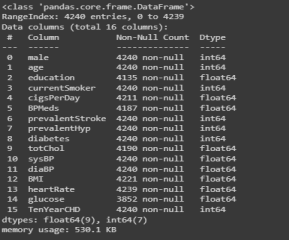 <class 'pandas.core.frame.DataFrame'>
RangeIndex: 4240 entries, 0 to 4239
Data columns (total 16 columns):
 #   Column           Non-Null Count  Dtype
---  ------           --------------  -----
 0   male             4240 non-null   int64
 1   age              4240 non-null   int64
 2   education        4135 non-null   float64
 3   currentSmoker    4240 non-null   int64
 4   cigsPerDay       4211 non-null   float64
 5   BPMeds           4187 non-null   float64
 6   prevalentStroke  4240 non-null   int64
 7   prevalentHyp     4240 non-null   int64
 8   diabetes         4240 non-null   int64
 9   totChol          4190 non-null   float64
 10  sysBP            4240 non-null   float64
 11  diaBP            4240 non-null   float64
 12  BMI              4221 non-null   float64
 13  heartRate        4239 non-null   float64
 14  glucose          3852 non-null   float64
 15  TenYearCHD       4240 non-null   int64
dtypes: float64(9), int64(7)
memory usage: 530.1 KB